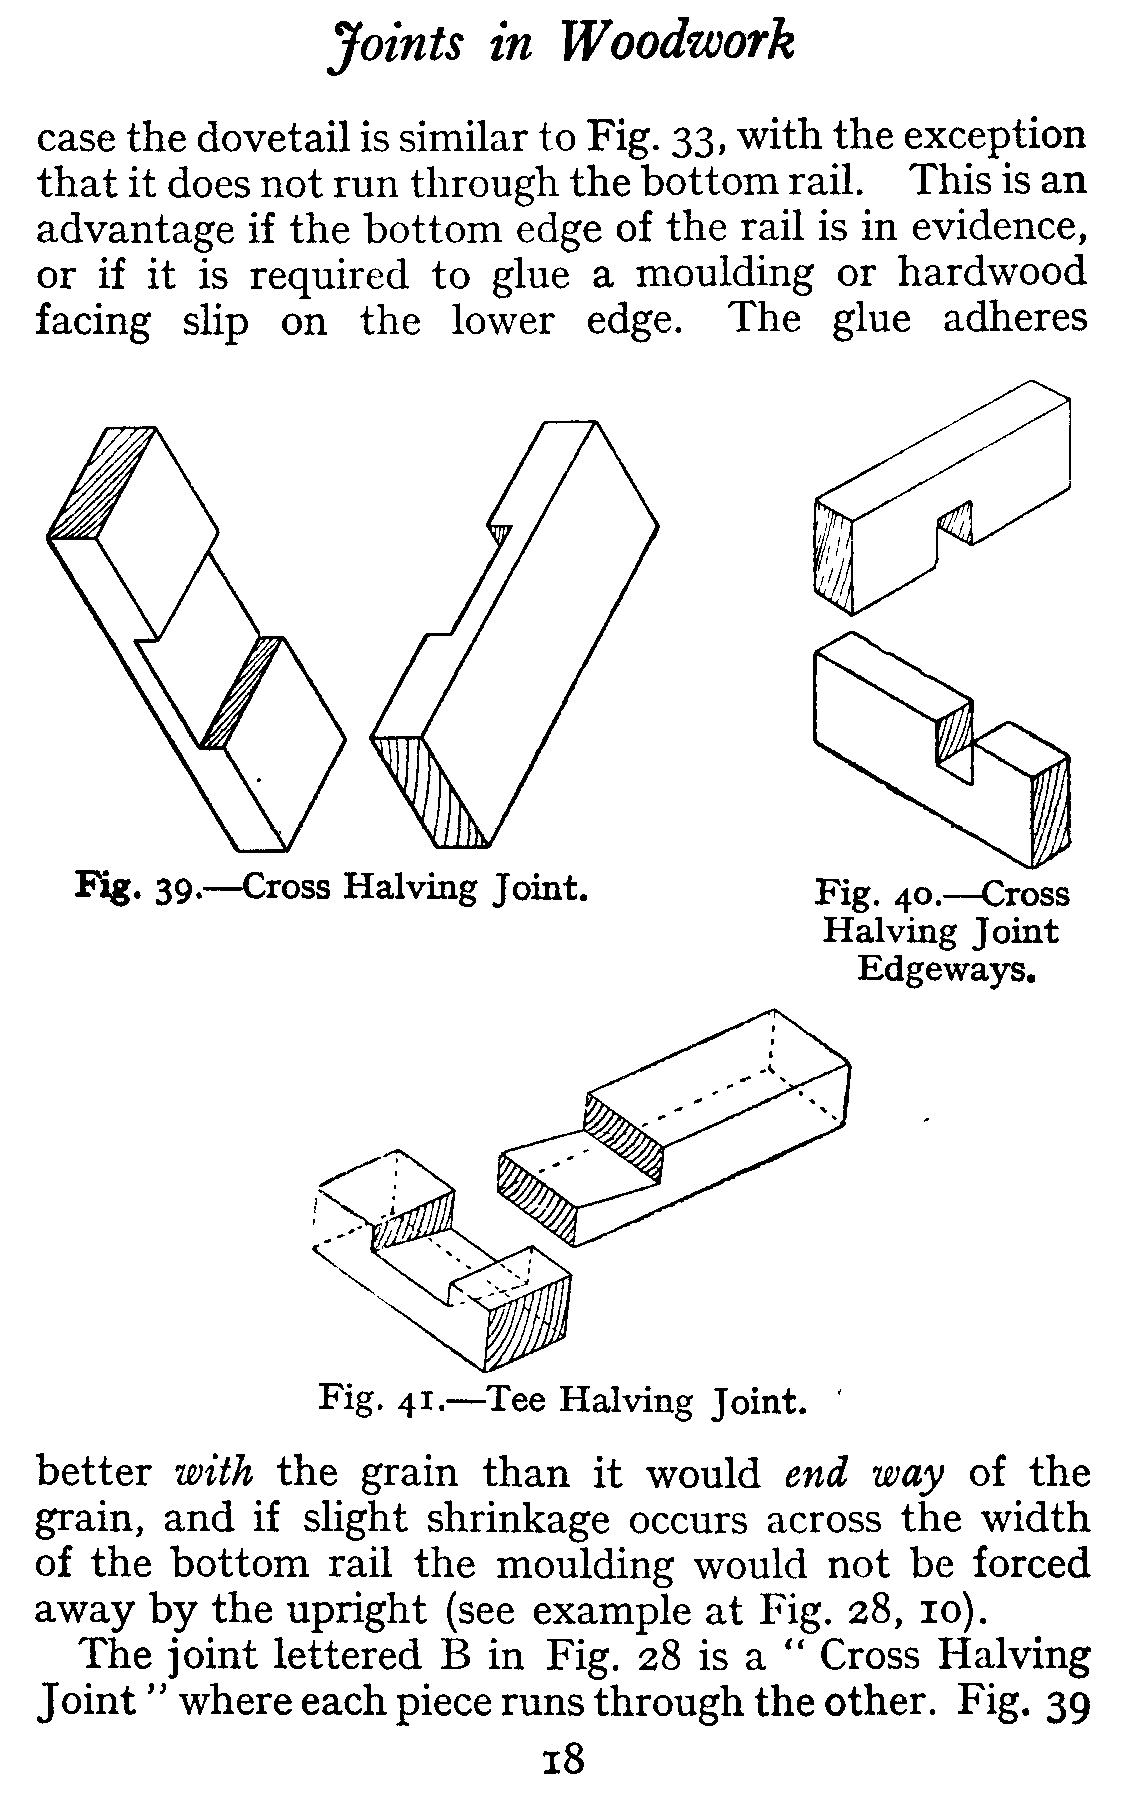 Joints in Woodwork
case the dovetail is similar to Fig. 33, with the exception
that it does not run through the bottom rail. This is an
advantage if the bottom edge of the rail is in evidence,
or if it is required to glue a moulding or hardwood
facing slip on the lower edge. The glue adheres
Fig. 39.—Cross Halving Joint.
Fig. 40.—Cross
Halving Joint
Edgeways.
Fig. 41.—Tee Halving Joint.
better with the grain than it would end way of the
grain, and if slight shrinkage occurs across the width
of the bottom rail the moulding would not be forced
away by the upright (see example at Fig. 28, 10).
The joint lettered B in Fig. 28 is a “ Cross Halving
Joint ” where each piece runs through the other. Fig. 39
18